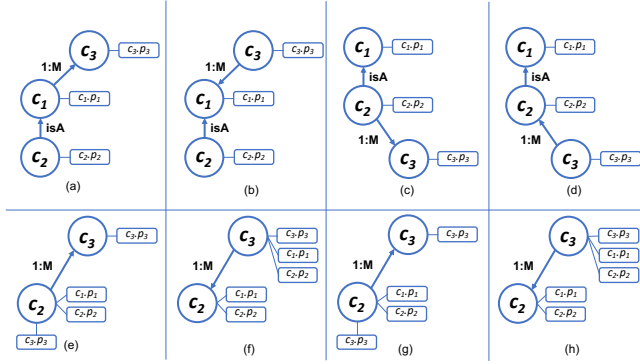 c3
c3.p3
1:M
c1
c1.p1
isA
c2
c2.p2
(a)
c3
c3.p3
1:M
c1
c1.p1
isA
c2
c2.p2
(b)
c1
c1.p1
isA
c2
c2.p2
1:M
c3
c3.p3
(c)
c1
c1.p1
isA
c2
c2.p2
1:M
c3
c3.p3
(d)
c3
c3.p3
1:M
c2
c1.p1
c2.p2
c3.p3
(e)
c3
c3.p3
c1.p1
c2.p2
1:M
c2
c1.p1
c2.p2
(f)
c3
c3.p3
1:M
c2
c1.p1
c2.p2
c3.p3
(g)
c3
c3.p3
c1.p1
c2.p2
1:M
c2
c1.p1
c2.p2
(h)